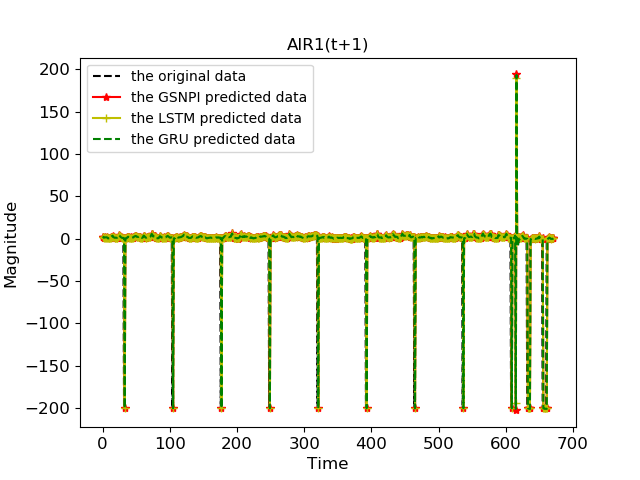 AIR1(t+1)
the original data
the GSNPI predicted data
the LSTM predicted data
the GRU predicted data
200
150
100
50
0
−50
−100
−150
−200
Magnitude
0 100 200 300 400 500 600 700
Time